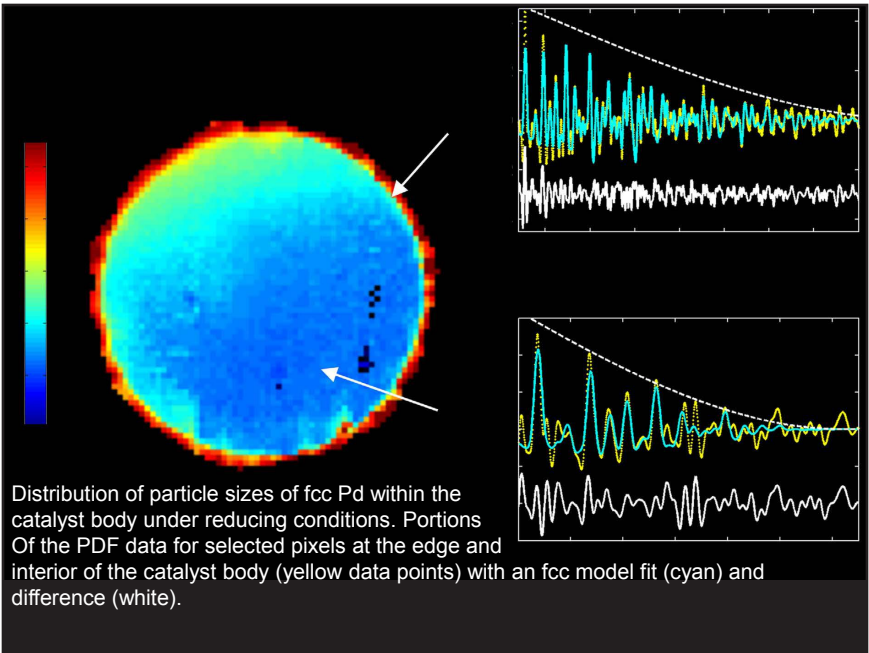 Distribution of particle sizes of fcc Pd within the
catalyst body under reducing conditions. Portions
Of the PDF data for selected pixels at the edge and
interior of the catalyst body (yellow data points) with an fcc model fit (cyan) and
difference (white).